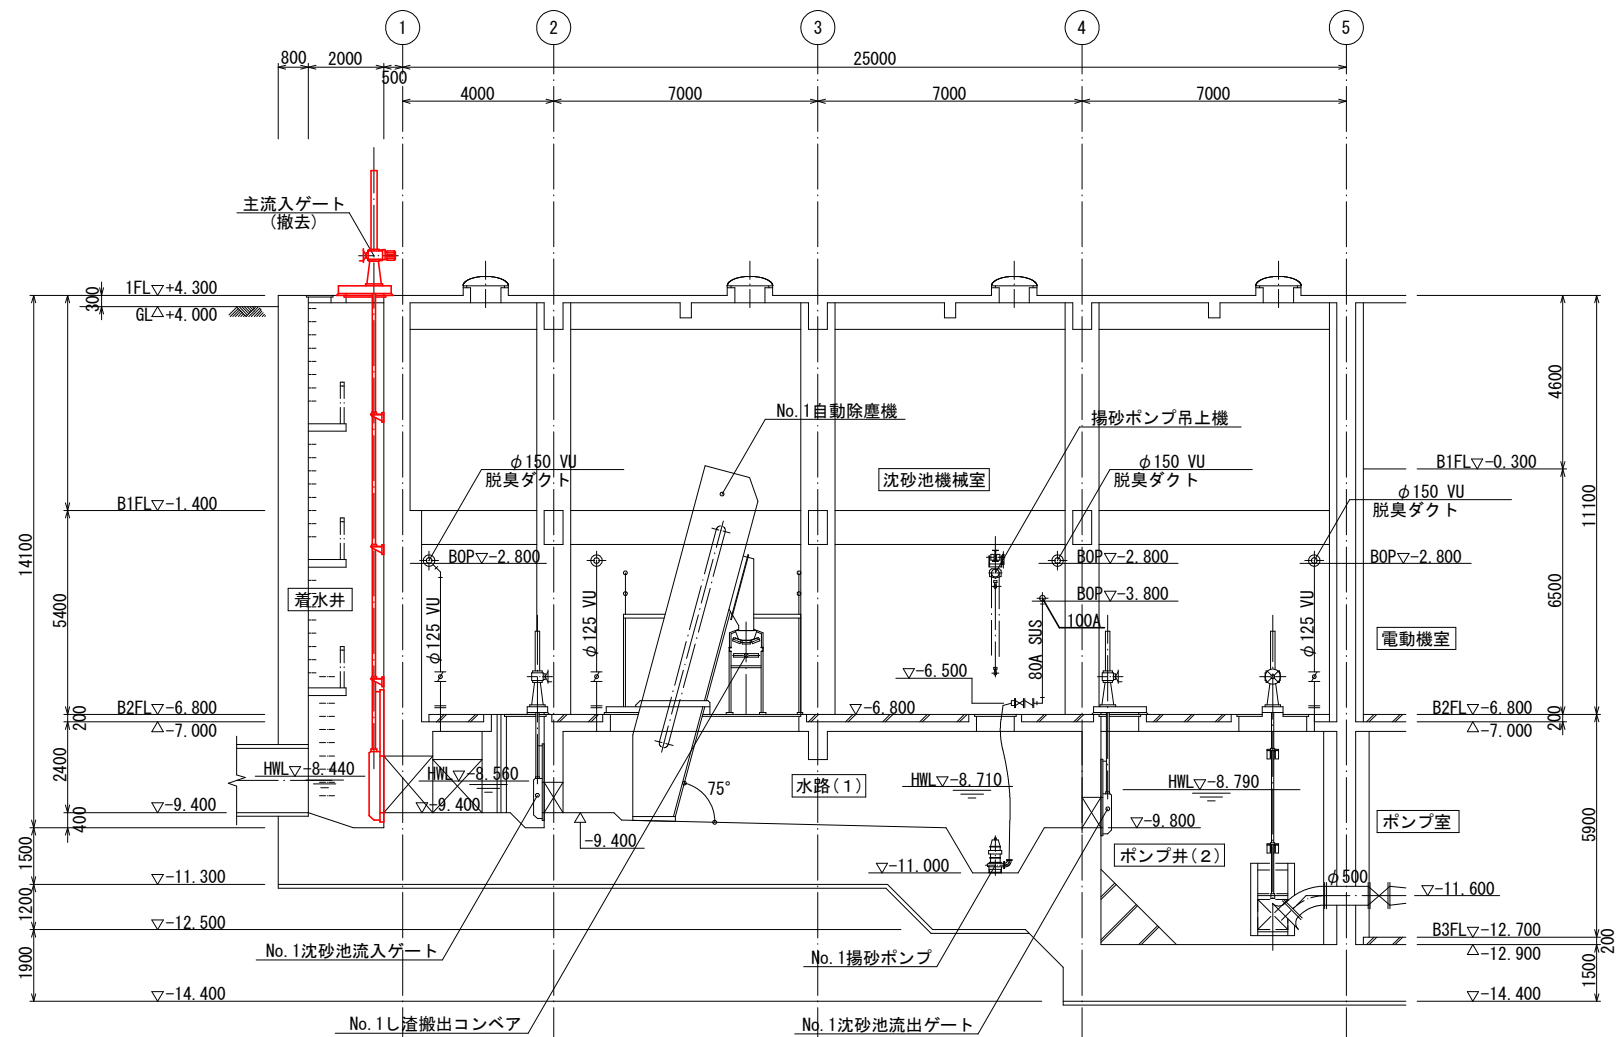 1
2
3
4
5
800
2000
500
25000
4000
7000
7000
7000
主流入ゲート
(撤去)
1FL▽+4.300
300
GL△+4.000
4600
No.1自動除塵機
揚砂ポンプ吊上機
φ150 VU
脱臭ダクト
沈砂池機械室
φ150 VU
脱臭ダクト
B1FL▽-0.300
φ150 VU
脱臭ダクト
11100
B1FL▽-1.400
14100
BOP▽-2.800
BOP▽-2.800
BOP▽-2.800
着水井
5400
φ125 VU
φ125 VU
BOP▽-3.800
100A
80A SUS
φ125 VU
6500
電動機室
▽-6.500
B2FL▽-6.800
200
△-7.000
▽-6.800
B2FL▽-6.800
200
△-7.000
2400
HWL▽-8.440
HWL▽-8.560
75°
水路(1)
HWL▽-8.710
HWL▽-8.790
▽-9.400
400
▽-9.400
△-9.400
▽-9.800
ポンプ室
5900
1500
ポンプ井(2)
▽-11.000
φ500
▽-11.300
▽-11.600
1200
▽-12.500
B3FL▽-12.700
200
△-12.900
No.1沈砂池流入ゲート
No.1揚砂ポンプ
1900
1500
▽-14.400
▽-14.400
No.1し渣搬出コンベア
No.1沈砂池流出ゲート